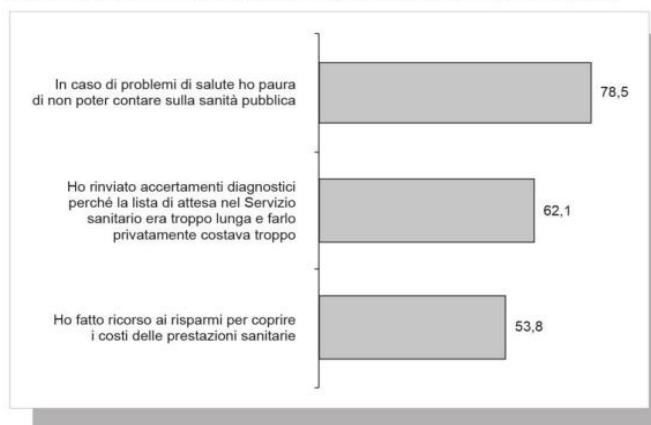 In caso di problemi di salute ho paura
di non poter contare sulla sanità pubblica
78,5
Ho rinviato accertamenti diagnostici
perché la lista di attesa nel Servizio
sanitario era troppo lunga e farlo
privatamente costava troppo
62,1
Ho fatto ricorso ai risparmi per coprire
i costi delle prestazioni sanitarie
53,8